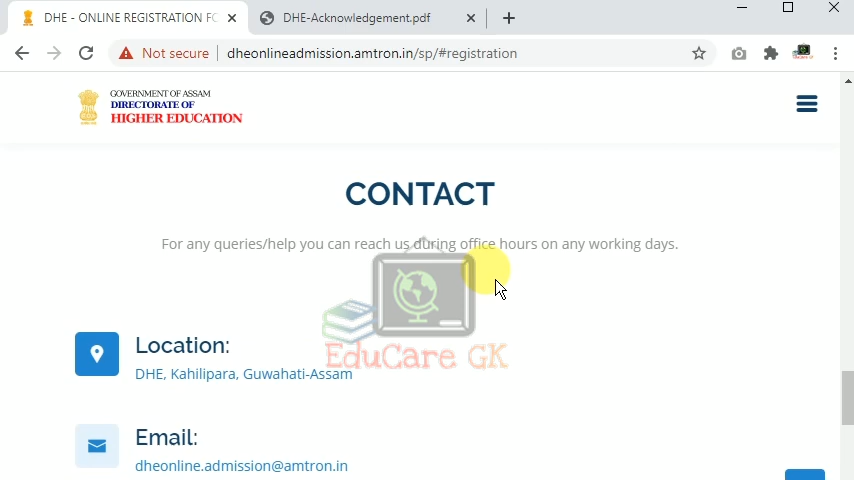 DHE - ONLINE REGISTRATION FO
DHE-Acknowledgement.pdf
Not secure
dheonlineadmission.amtron.in/sp/#registration
GOVERNMENT OF ASSAM
DIRECTORATE OF
HIGHER EDUCATION
CONTACT
For any queries/help you can reach us during office hours on any working days.
EduCare GK
Location:
DHE, Kahilipara, Guwahati-Assam
Email:
dheonline.admission@amtron.in